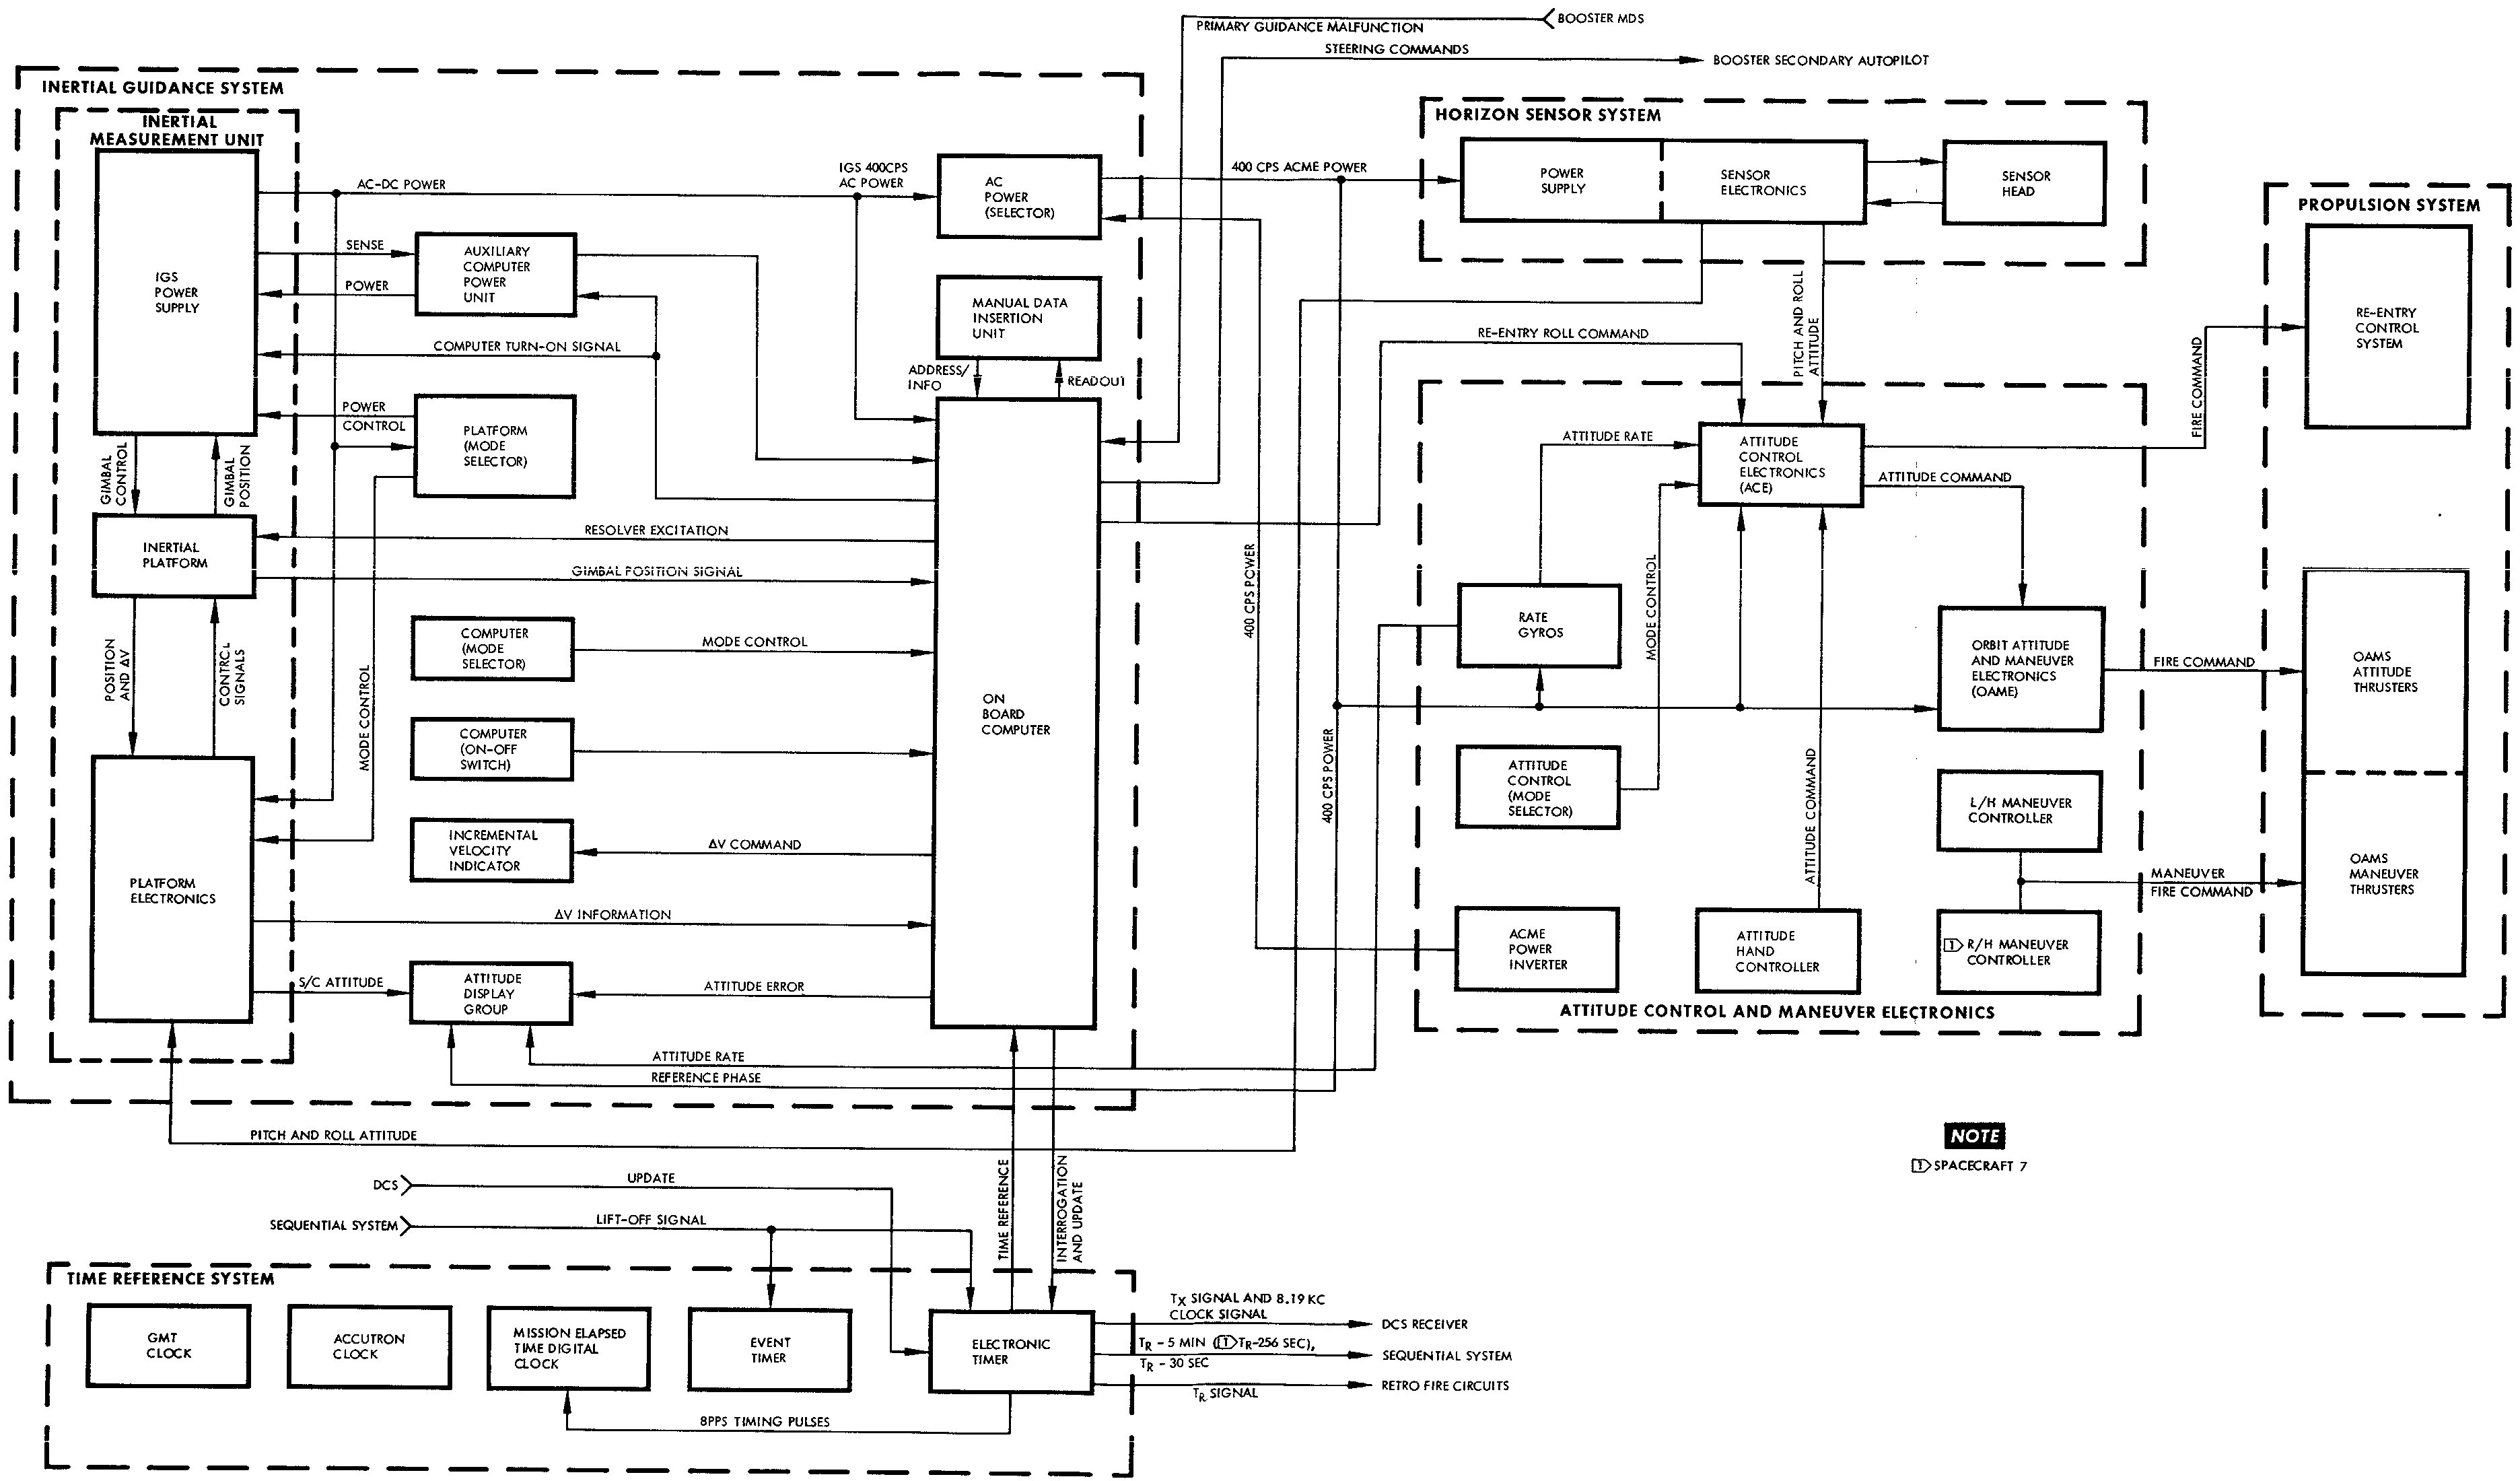 BOOSTER MDS
PRIMARY GUIDANCE MALFUNCTION
STEERING COMMANDS
BOOSTER SECONDARY AUTOPILOT
INERTIAL GUIDANCE SYSTEM
INERTIAL
MEASUREMENT UNIT
IGS
POWER
SUPPLY
AC-DC POWER
IGS 400CPS
AC POWER
AC
POWER
(SELECTOR)
SENSE
POWER
AUXILIARY
COMPUTER
POWER
UNIT
COMPUTER TURN-ON SIGNAL
MANUAL DATA
INSERTION
UNIT
ADDRESS/
INFO
READOUT
POWER
CONTROL
PLATFORM
(MODE
SELECTOR)
GIMBAL
CONTROL
GIMBAL
POSITION
INERTIAL
PLATFORM
RESOLVER EXCITATION
GIMBAL POSITION SIGNAL
POSITION
AND ΔV
CONTROL
SIGNALS
MODE CONTROL
COMPUTER
(MODE
SELECTOR)
MODE CONTROL
COMPUTER
(ON-OFF
SWITCH)
ON
BOARD
COMPUTER
INCREMENTAL
VELOCITY
INDICATOR
ΔV COMMAND
PLATFORM
ELECTRONICS
ΔV INFORMATION
S/C ATTITUDE
ATTITUDE
DISPLAY
GROUP
ATTITUDE ERROR
ATTITUDE RATE
REFERENCE PHASE
PITCH AND ROLL ATTITUDE
400 CPS ACME POWER
HORIZON SENSOR SYSTEM
POWER
SUPPLY
SENSOR
ELECTRONICS
SENSOR
HEAD
PITCH AND ROLL
ATTITUDE
RE-ENTRY ROLL COMMAND
400 CPS POWER
400 CPS POWER
ATTITUDE RATE
ATTITUDE
CONTROL
ELECTRONICS
(ACE)
ATTITUDE COMMAND
MODE CONTROL
RATE
GYROS
ORBIT ATTITUDE
AND MANEUVER
ELECTRONICS
(OAME)
ATTITUDE
CONTROL
(MODE
SELECTOR)
ATTITUDE COMMAND
L/H MANEUVER
CONTROLLER
ACME
POWER
INVERTER
ATTITUDE
HAND
CONTROLLER
1 R/H MANEUVER
CONTROLLER
ATTITUDE CONTROL AND MANEUVER ELECTRONICS
PROPULSION SYSTEM
RE-ENTRY
CONTROL
SYSTEM
FIRE COMMAND
FIRE COMMAND
OAMS
ATTITUDE
THRUSTERS
MANEUVER
FIRE COMMAND
OAMS
MANEUVER
THRUSTERS
NOTE
1 SPACECRAFT 7
DCS
UPDATE
SEQUENTIAL SYSTEM
LIFT-OFF SIGNAL
TIME REFERENCE
INTERROGATION
AND UPDATE
TIME REFERENCE SYSTEM
GMT
CLOCK
ACCUTRON
CLOCK
MISSION ELAPSED
TIME DIGITAL
CLOCK
EVENT
TIMER
ELECTRONIC
TIMER
8PPS TIMING PULSES
TX SIGNAL AND 8.19 KC
CLOCK SIGNAL
DCS RECEIVER
TR - 5 MIN (1 TR-256 SEC),
TR - 30 SEC
SEQUENTIAL SYSTEM
TR SIGNAL
RETRO FIRE CIRCUITS